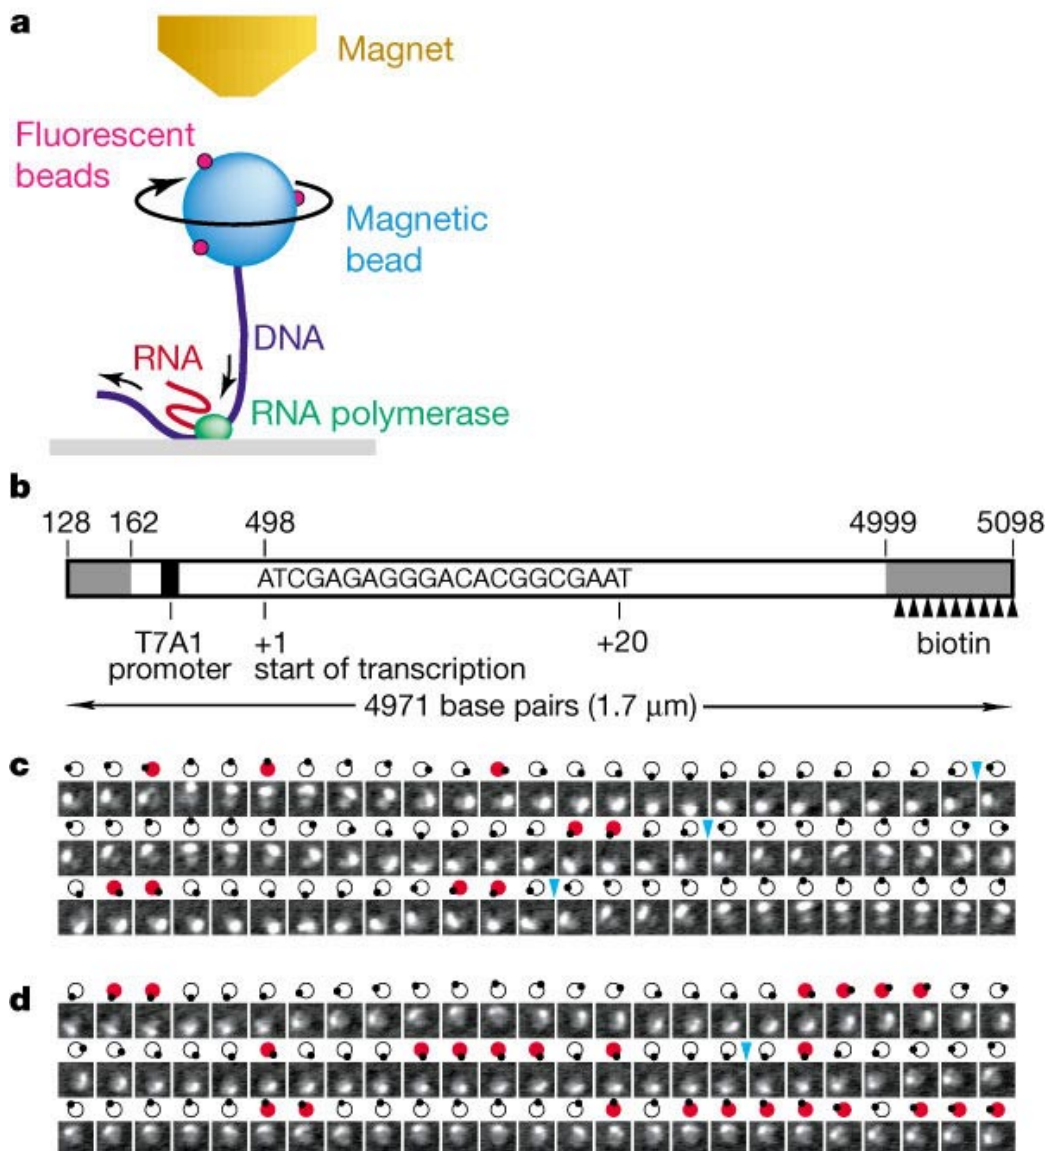 a
Magnet
Fluorescent
beads
Magnetic
bead
DNA
RNA
RNA polymerase
b
128 162 498 4999 5098
ATCGAGAGGGACACGGCGAAT
T7A1 +1 +20 biotin
promoter start of transcription
4971 base pairs (1.7 μm)
c
d